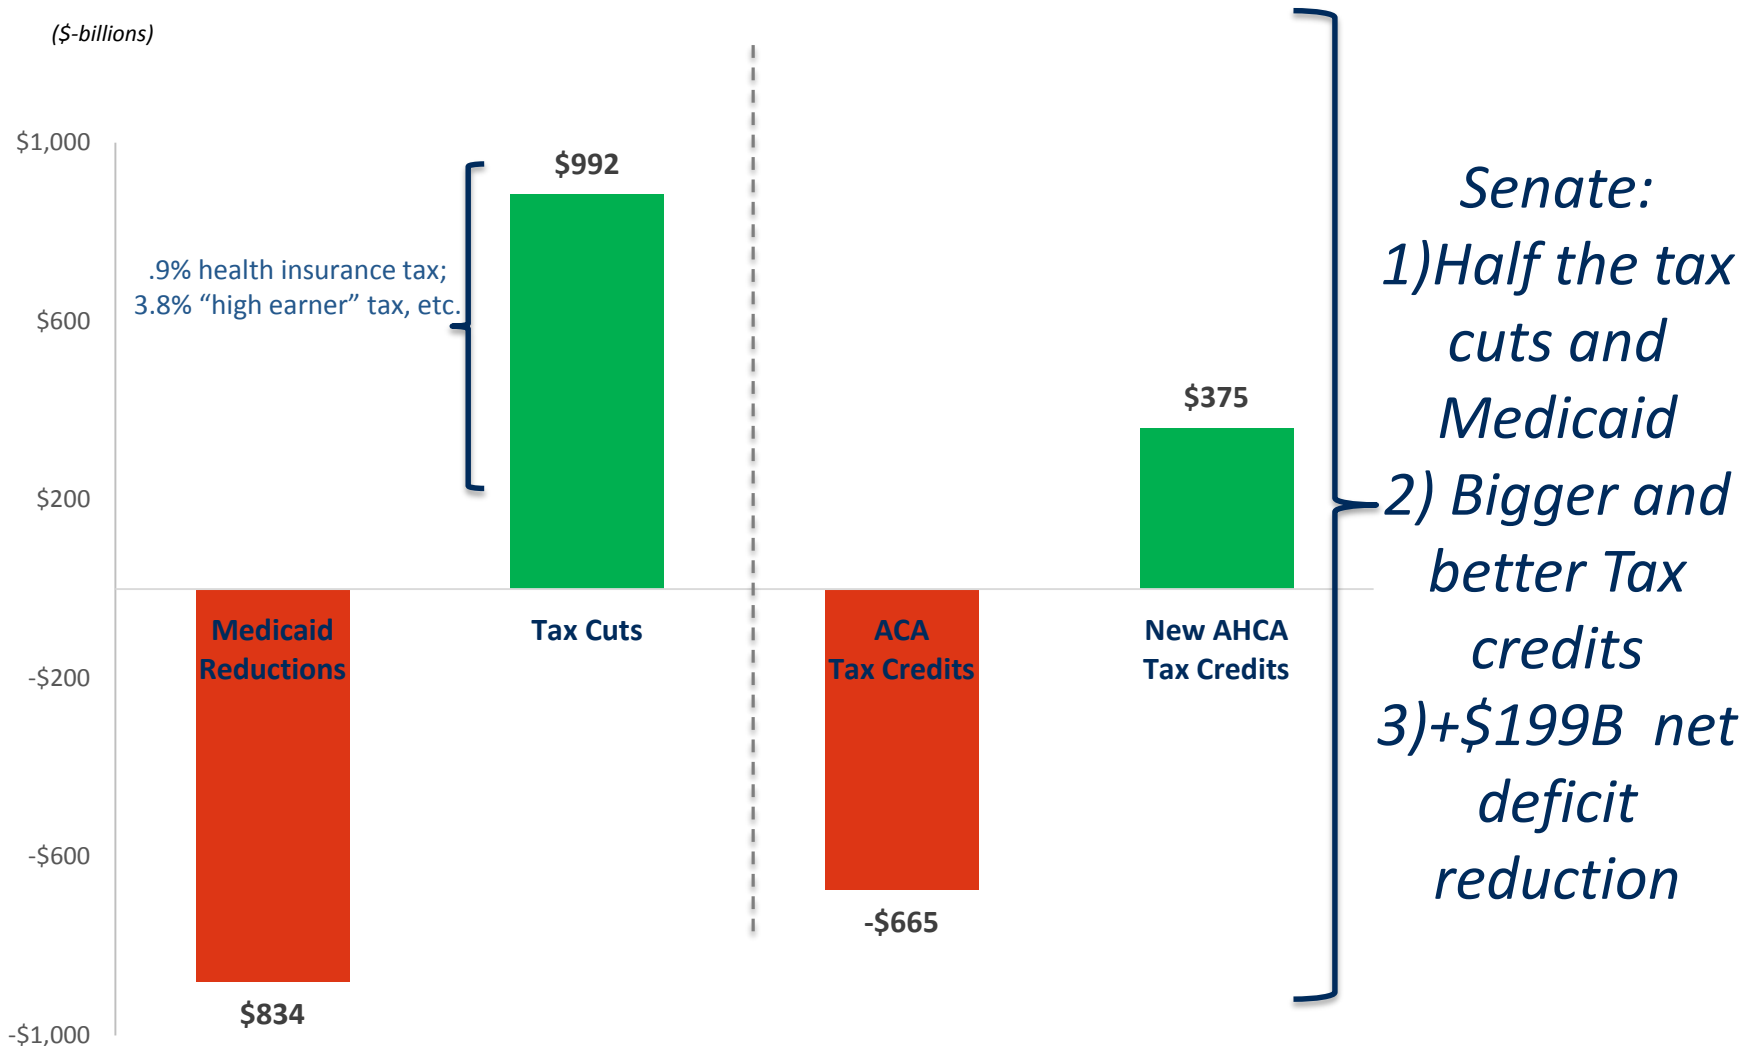 ($-billions)
$1,000
$600
$200
-$200
-$600
-$1,000
.9% health insurance tax;
3.8% “high earner” tax, etc.
$992
$375
Medicaid
Reductions
Tax Cuts
ACA
Tax Credits
New AHCA
Tax Credits
-$665
$834
Senate:
1)Half the tax
cuts and
Medicaid
2) Bigger and
better Tax
credits
3)+$199B net
deficit
reduction